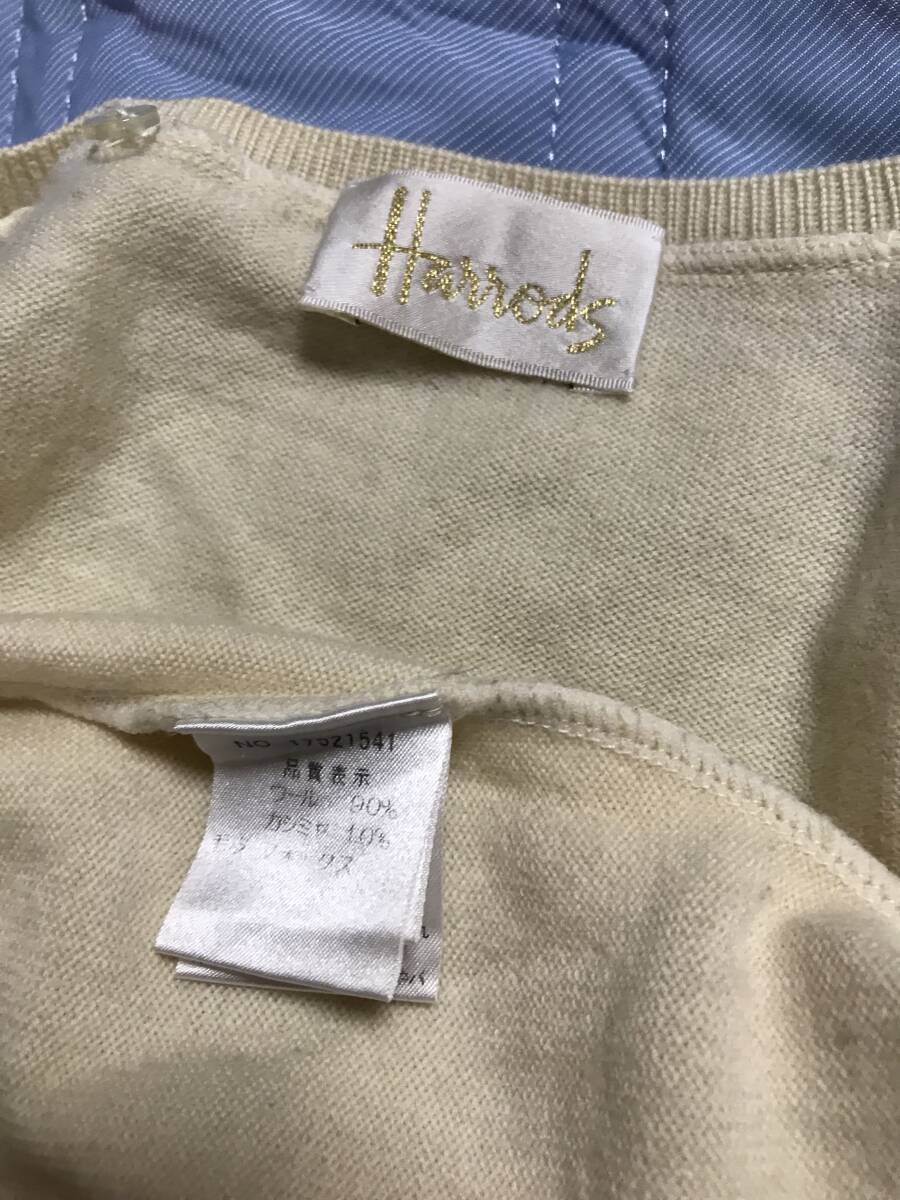 Harrods
NO 17521541
品質表示
ウール 90%
カシミヤ 10%